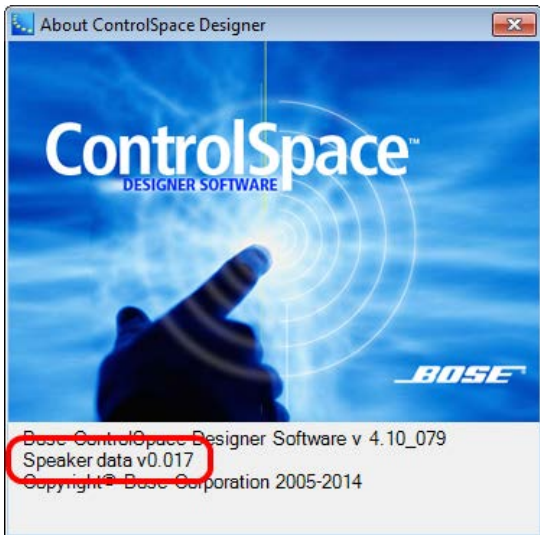 About ControlSpace Designer
ControlSpace™
DESIGNER SOFTWARE
BOSE
Bose ControlSpace Designer Software v 4.10_079
Speaker data v0.017
Copyright© Bose Corporation 2005-2014